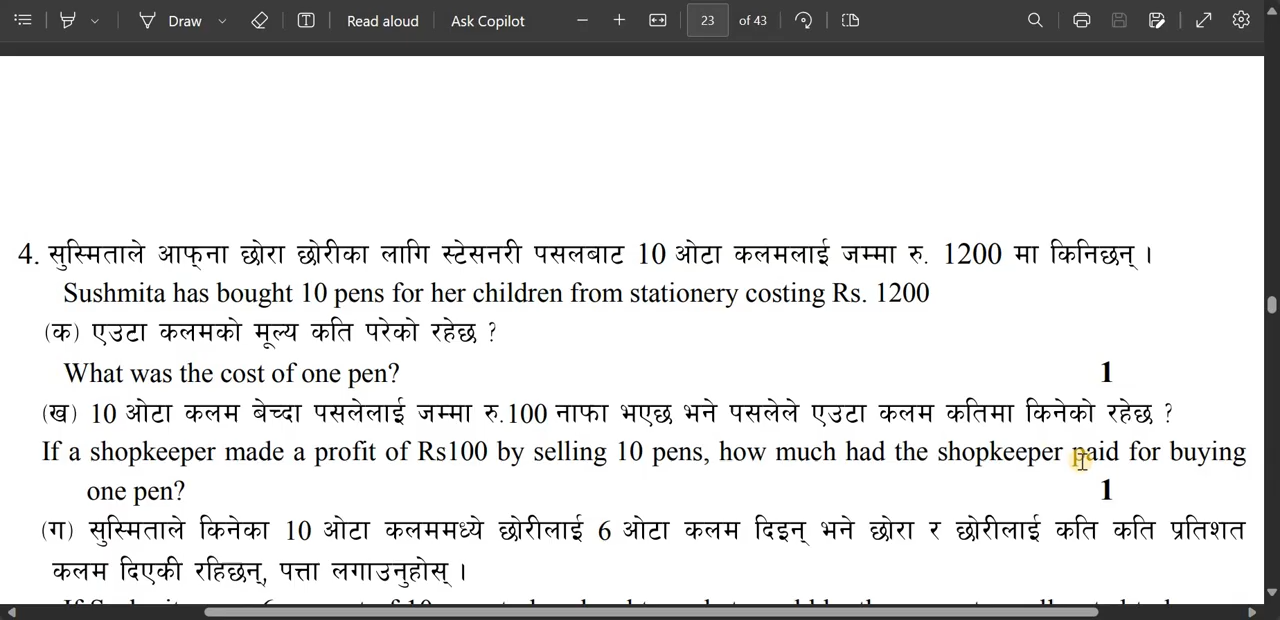 Draw Read aloud Ask Copilot 23 of 43
4. सुस्मिताले आफ्ना छोरा छोरीका लागि स्टेसनरी पसलबाट 10 ओटा कलमलाई जम्मा रु. 1200 मा किनिछन् ।
Sushmita has bought 10 pens for her children from stationery costing Rs. 1200
(क) एउटा कलमको मूल्य कति परेको रहेछ ?
What was the cost of one pen? 1
(ख) 10 ओटा कलम बेच्दा पसलेलाई जम्मा रु.100 नाफा भएछ भने पसलेले एउटा कलम कतिमा किनेको रहेछ ?
If a shopkeeper made a profit of Rs100 by selling 10 pens, how much had the shopkeeper paid for buying
one pen? 1
(ग) सुस्मिताले किनेका 10 ओटा कलममध्ये छोरीलाई 6 ओटा कलम दिइन् भने छोरा र छोरीलाई कति कति प्रतिशत
कलम दिएकी रहिछन्, पत्ता लगाउनुहोस् ।